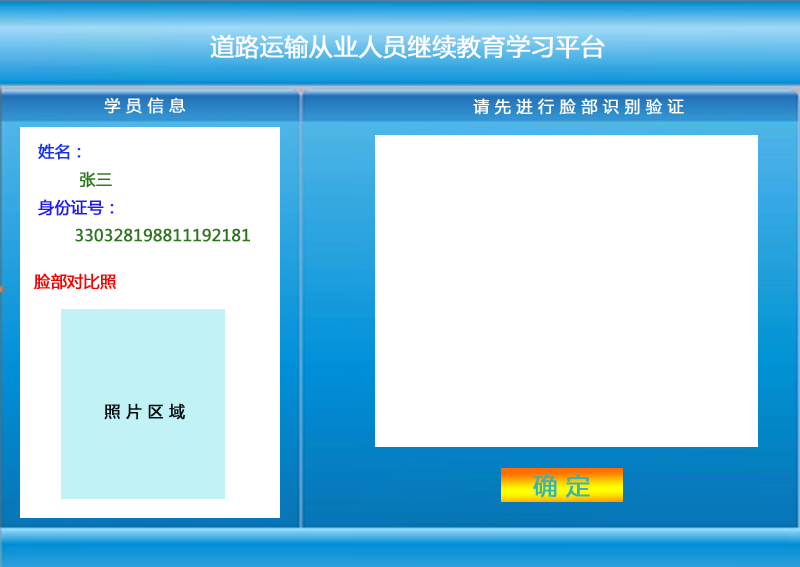 道路运输从业人员继续教育学习平台
学员信息
请先进行脸部识别验证
姓名：
张三
身份证号：
330328198811192181
脸部对比照
照片区域
确定